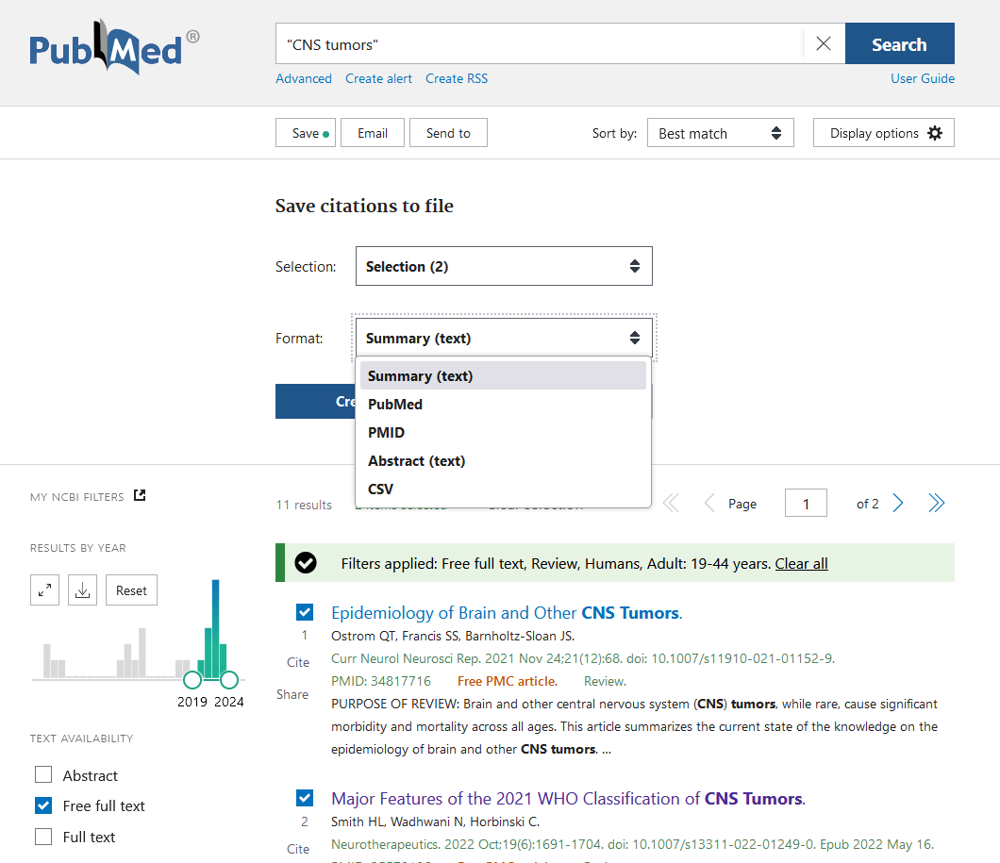 PubMed®
"CNS tumors"
Search
Advanced Create alert Create RSS User Guide
Save Email Send to Sort by: Best match Display options
Save citations to file
Selection: Selection (2)
Format: Summary (text)
Summary (text)
Cre
PubMed
PMID
Abstract (text)
CSV
MY NCBI FILTERS
11 results Page 1 of 2
RESULTS BY YEAR
Reset
2019 2024
TEXT AVAILABILITY
Abstract
Free full text
Full text
Filters applied: Free full text, Review, Humans, Adult: 19-44 years. Clear all
Epidemiology of Brain and Other CNS Tumors.
1
Cite
Share
Ostrom QT, Francis SS, Barnholtz-Sloan JS.
Curr Neurol Neurosci Rep. 2021 Nov 24;21(12):68. doi: 10.1007/s11910-021-01152-9.
PMID: 34817716 Free PMC article. Review.
PURPOSE OF REVIEW: Brain and other central nervous system (CNS) tumors, while rare, cause significant
morbidity and mortality across all ages. This article summarizes the current state of the knowledge on the
epidemiology of brain and other CNS tumors. ...
Major Features of the 2021 WHO Classification of CNS Tumors.
2
Cite
Smith HL, Wadhwani N, Horbinski C.
Neurotherapeutics. 2022 Oct;19(6):1691-1704. doi: 10.1007/s13311-022-01249-0. Epub 2022 May 16.